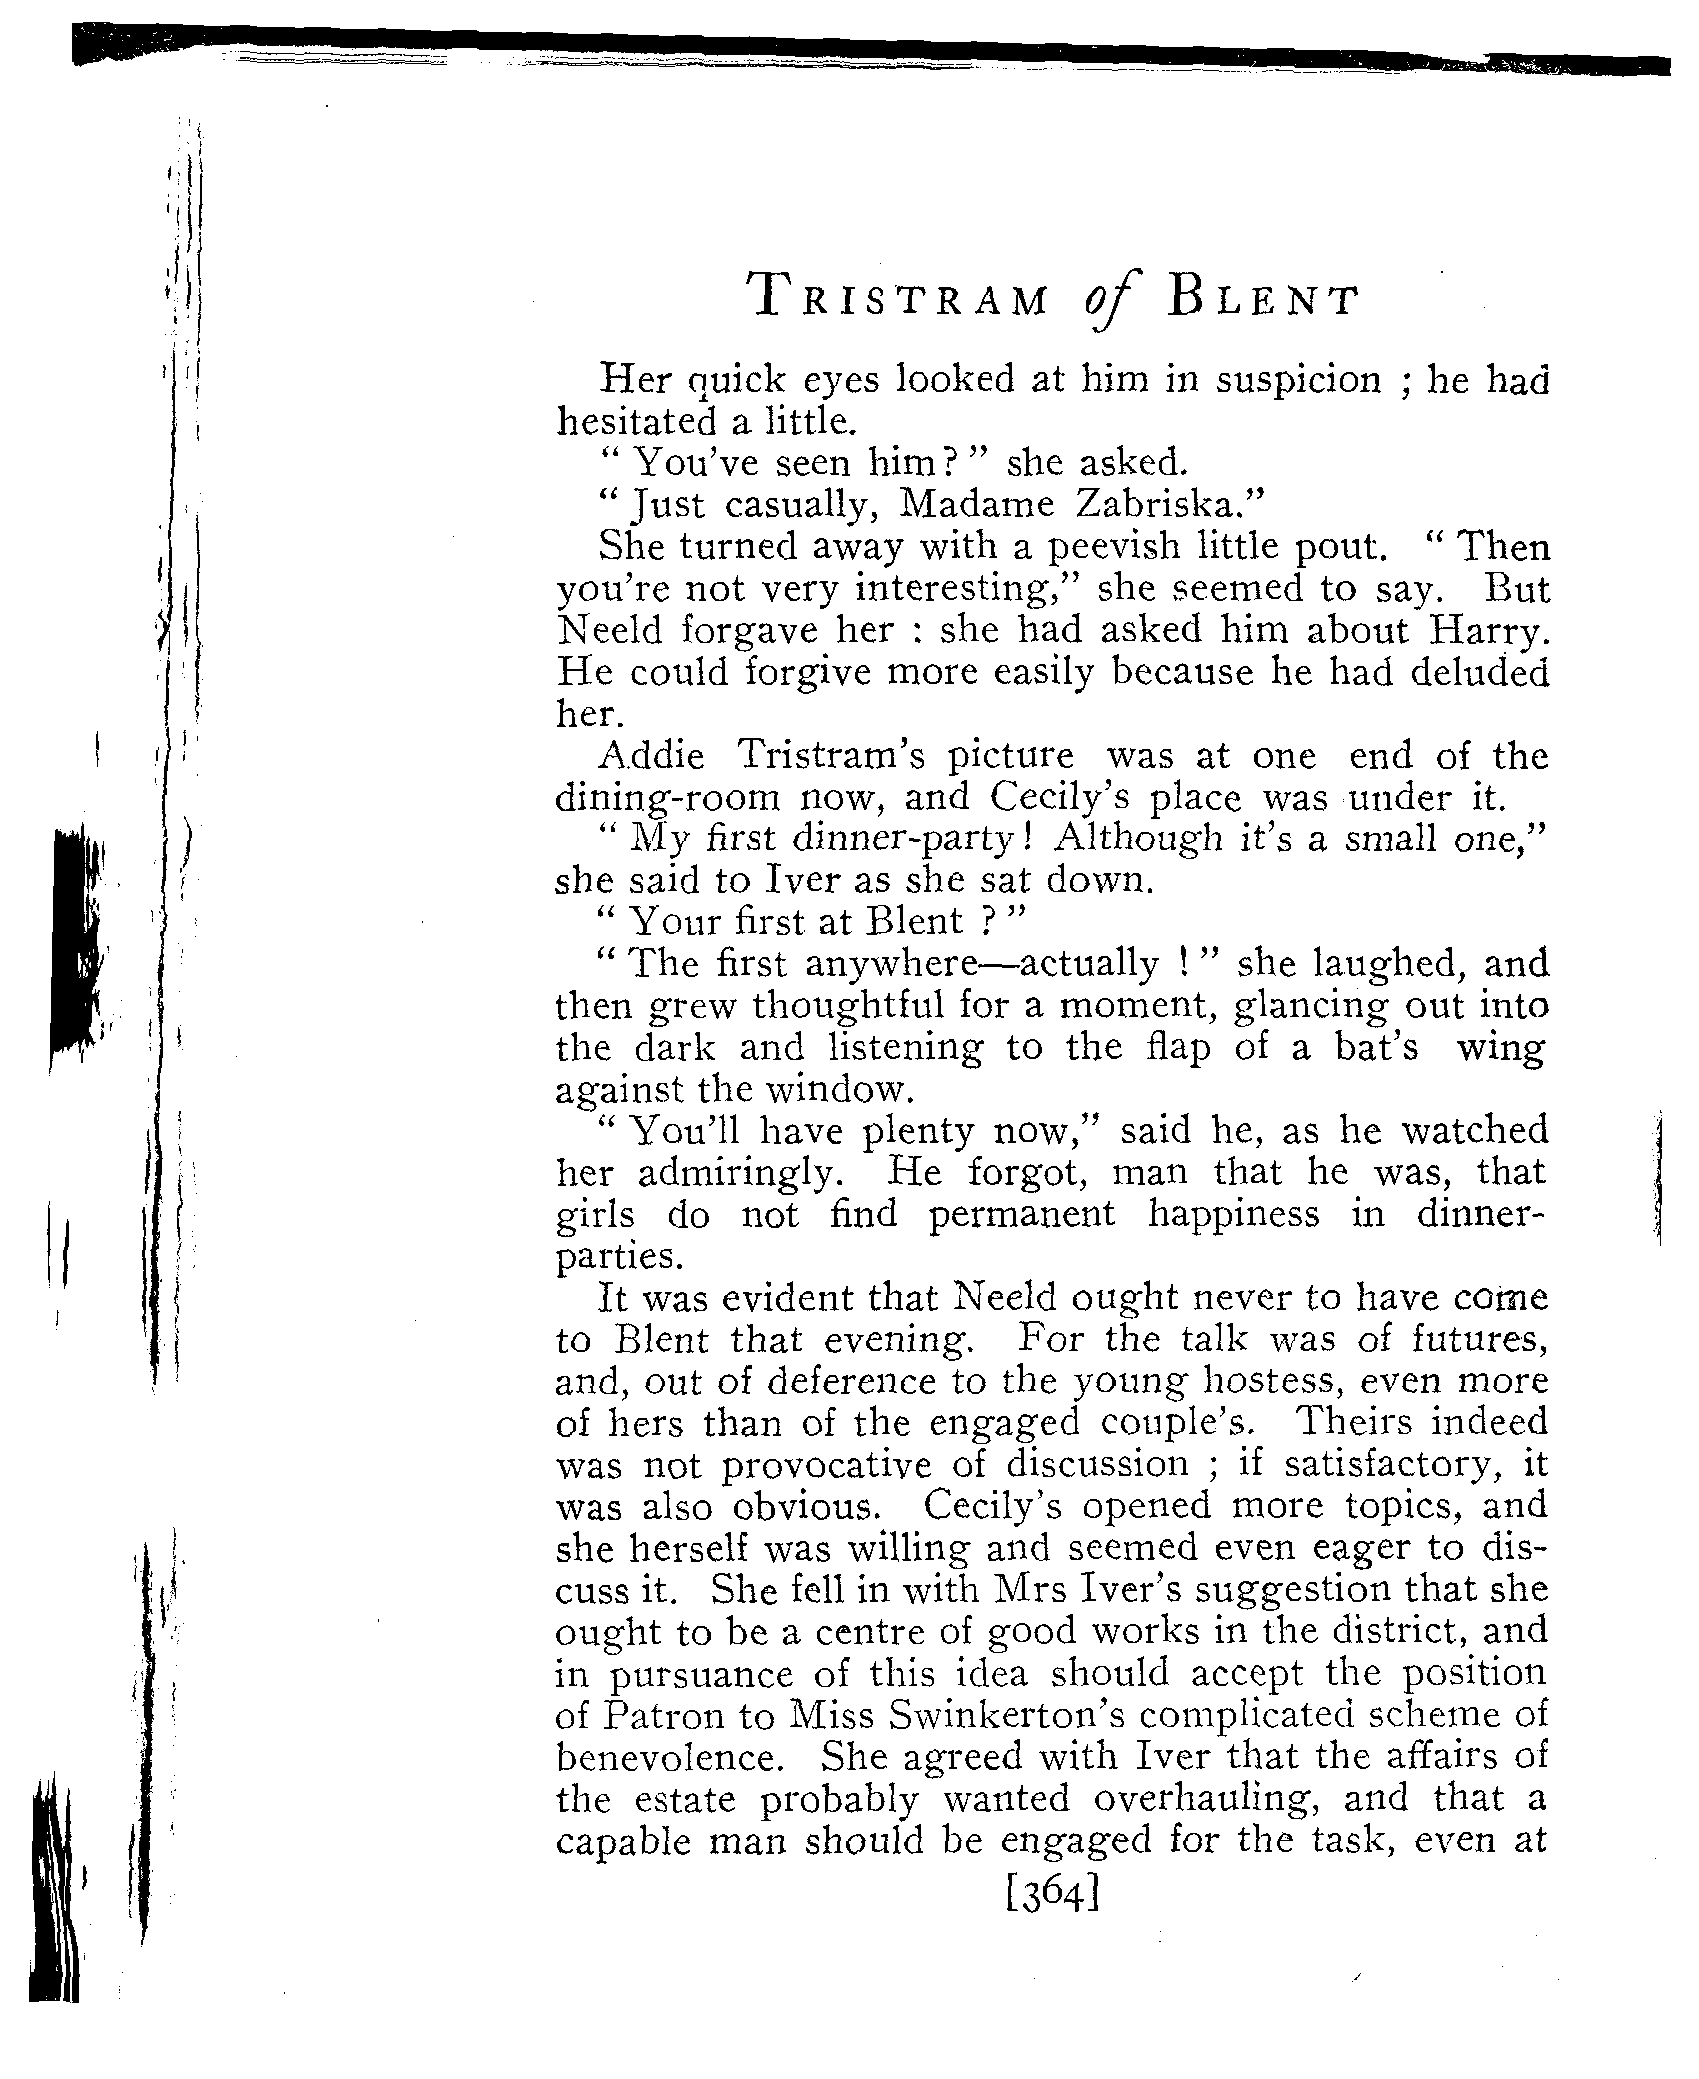 TRISTRAM of BLENT
Her quick eyes looked at him in suspicion ; he had
hesitated a little.
“ You've seen him? ” she asked.
“ Just casually, Madame Zabriska.”
She turned away with a peevish little pout. “ Then
you're not very interesting,” she seemed to say. But
Neeld forgave her : she had asked him about Harry.
He could forgive more easily because he had deluded
her.
Addie Tristram's picture was at one end of the
dining-room now, and Cecily's place was under it.
“ My first dinner-party! Although it's a small one,”
she said to Iver as she sat down.
“ Your first at Blent ? ”
“ The first anywhere—actually ! ” she laughed, and
then grew thoughtful for a moment, glancing out into
the dark and listening to the flap of a bat's wing
against the window.
“ You'll have plenty now,” said he, as he watched
her admiringly. He forgot, man that he was, that
girls do not find permanent happiness in dinner-
parties.
It was evident that Neeld ought never to have come
to Blent that evening. For the talk was of futures,
and, out of deference to the young hostess, even more
of hers than of the engaged couple's. Theirs indeed
was not provocative of discussion ; if satisfactory, it
was also obvious. Cecily's opened more topics, and
she herself was willing and seemed even eager to dis-
cuss it. She fell in with Mrs Iver's suggestion that she
ought to be a centre of good works in the district, and
in pursuance of this idea should accept the position
of Patron to Miss Swinkerton's complicated scheme of
benevolence. She agreed with Iver that the affairs of
the estate probably wanted overhauling, and that a
capable man should be engaged for the task, even at
[364]